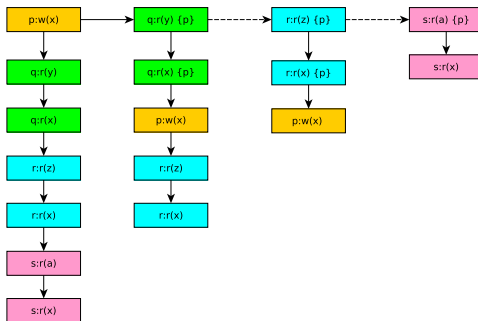 p:w(x)
q:r(y) {p}
r:r(z) {p}
s:r(a) {p}
q:r(y)
q:r(x) {p}
r:r(x) {p}
s:r(x)
q:r(x)
p:w(x)
p:w(x)
r:r(z)
r:r(z)
r:r(x)
r:r(x)
s:r(a)
s:r(x)